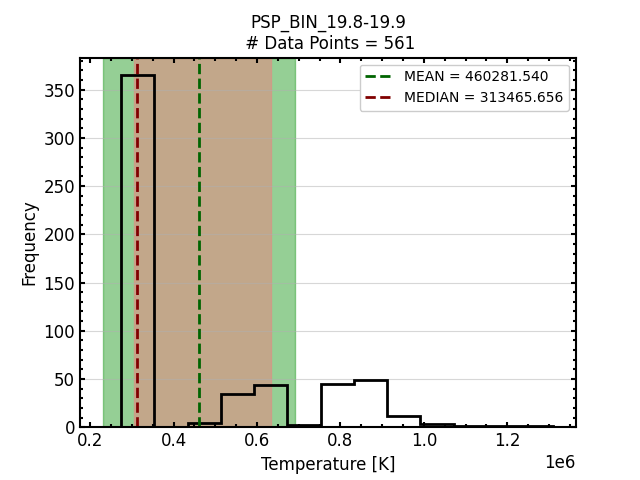 PSP_BIN_19.8-19.9
# Data Points = 561
MEAN = 460281.540
MEDIAN = 313465.656
350
300
250
200
150
100
50
0
Frequency
0.2 0.4 0.6 0.8 1.0 1.2
1e6
Temperature [K]